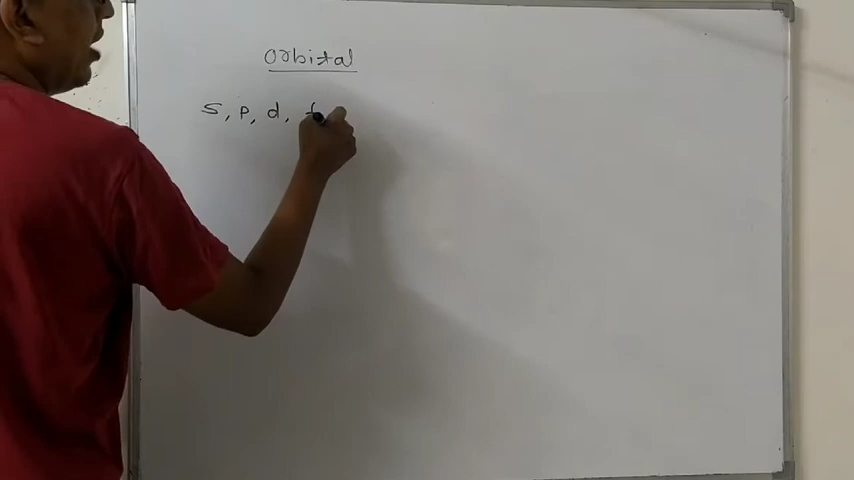 Orbital
s, p, d, f